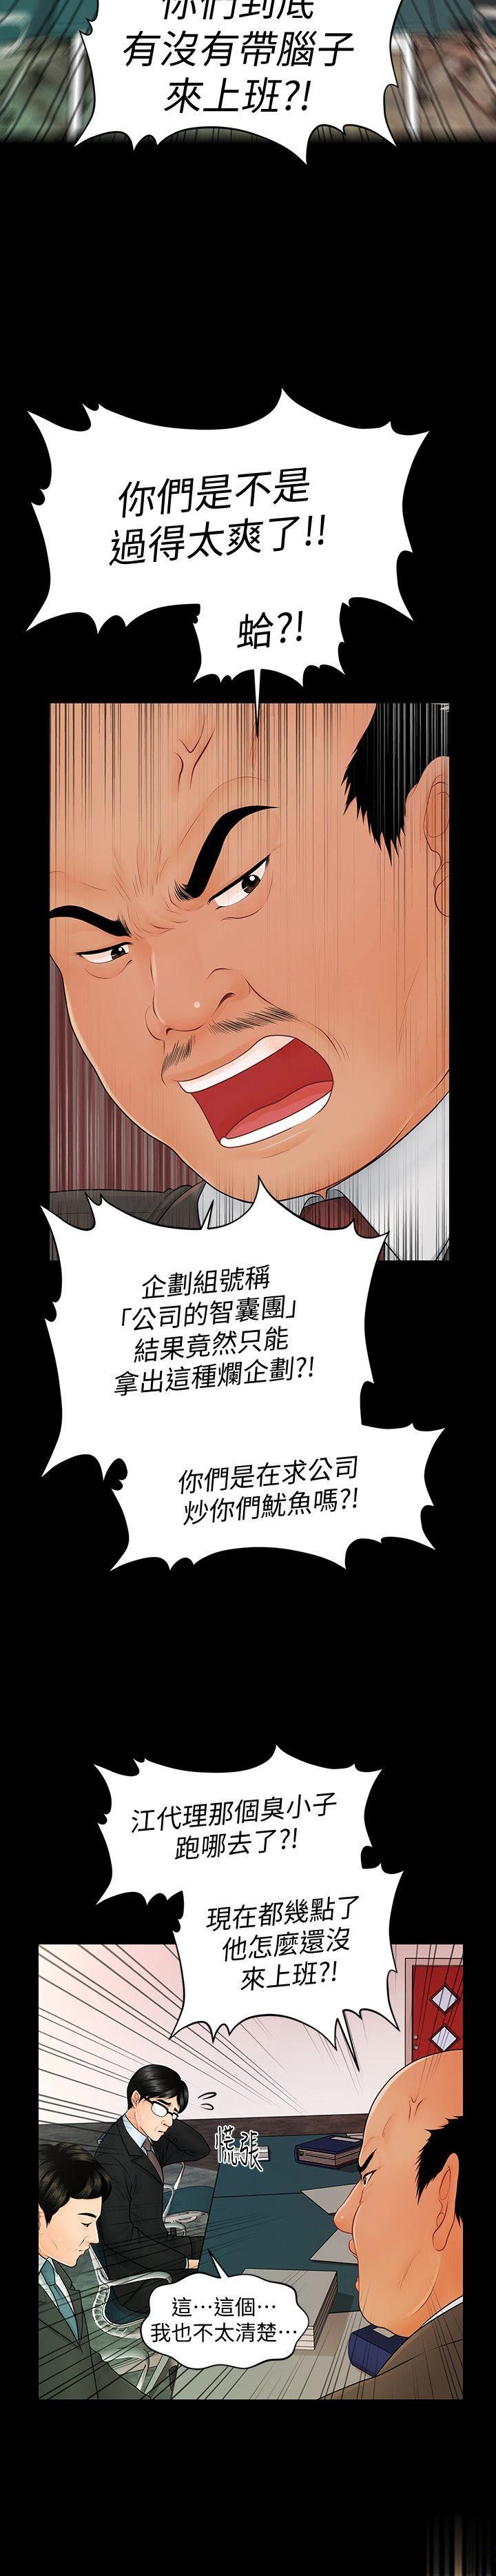 你們到底
有沒有帶腦子
來上班?!
你們是不是
過得太爽了!!
蛤?!
企劃組號稱
「公司的智囊團」
結果竟然只能
拿出這種爛企劃?!
你們是在求公司
炒你們魷魚嗎?!
江代理那個臭小子
跑哪去了?!
現在都幾點了
他怎麼還沒
來上班?!
慌張
這⋯這個⋯
我也不太清楚⋯